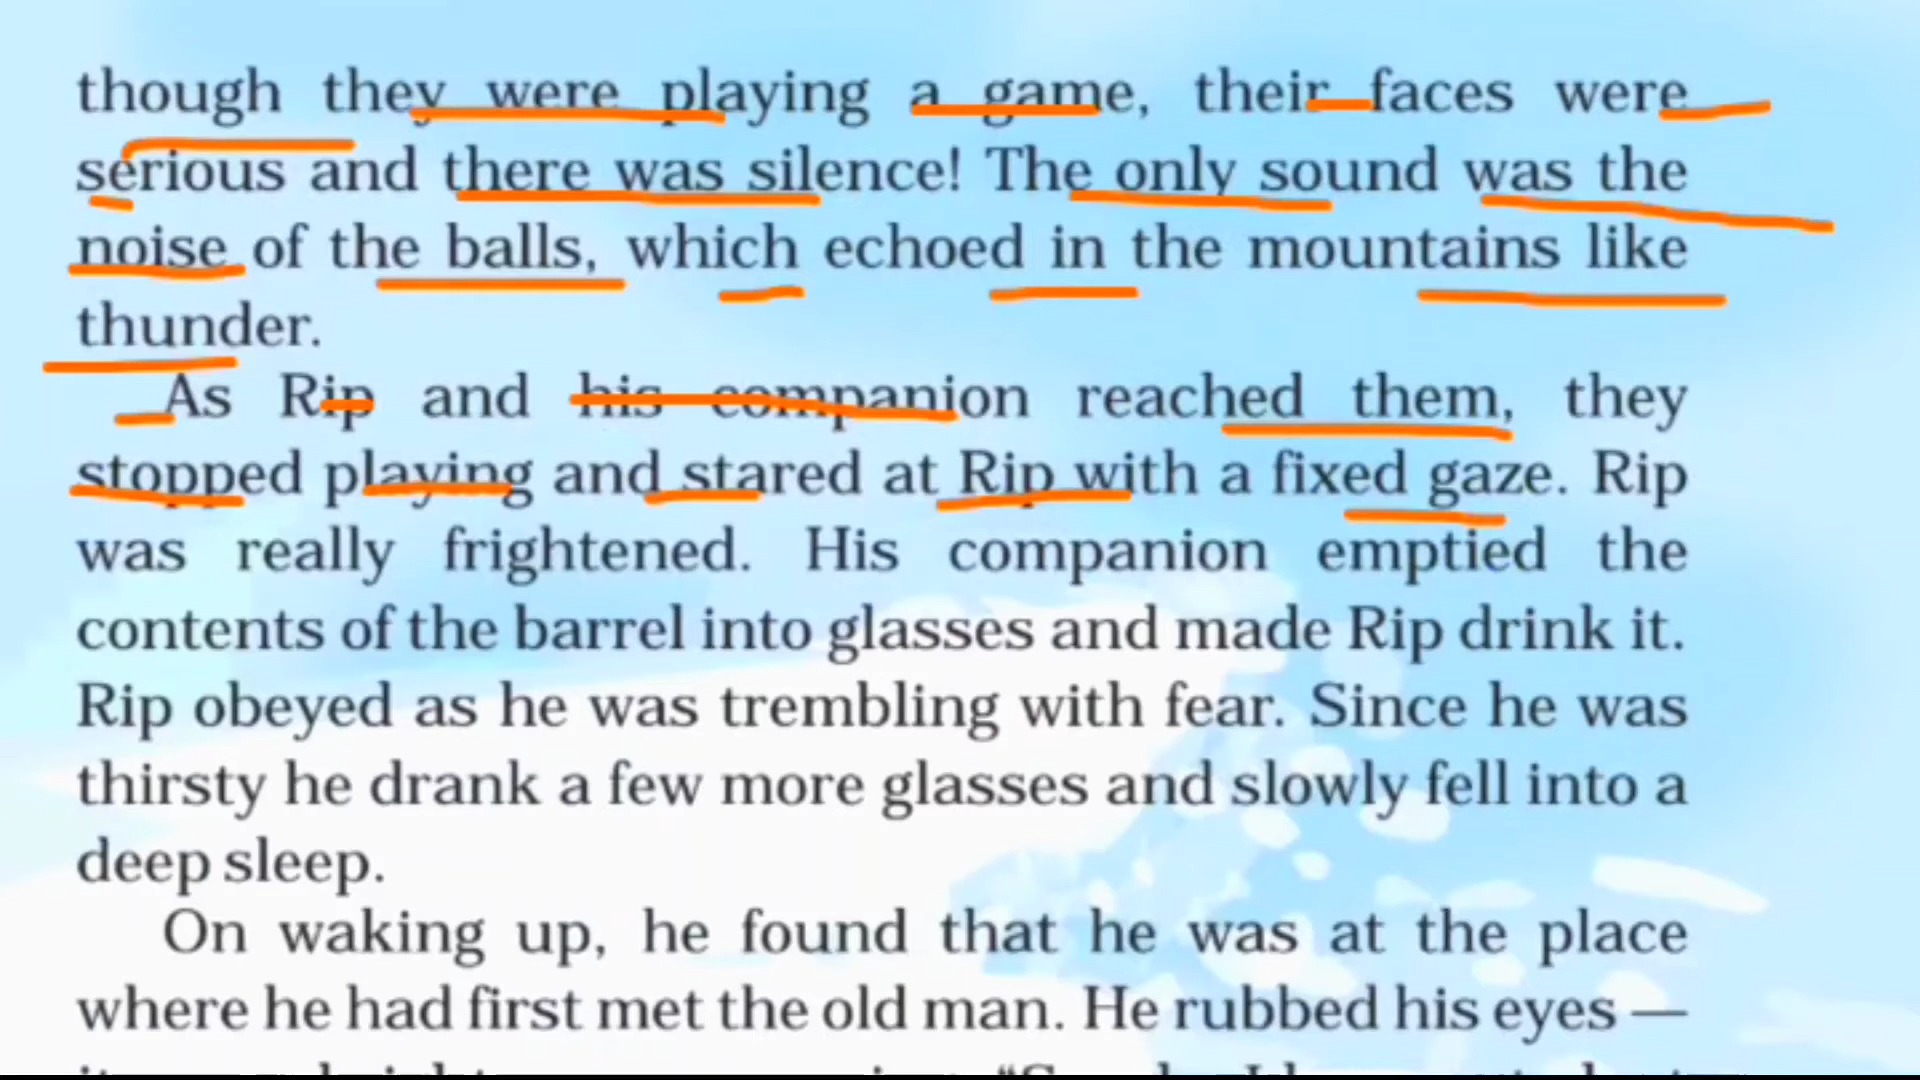 though they were playing a game, their faces were
serious and there was silence! The only sound was the
noise of the balls, which echoed in the mountains like
thunder.
As Rip and his companion reached them, they
stopped playing and stared at Rip with a fixed gaze. Rip
was really frightened. His companion emptied the
contents of the barrel into glasses and made Rip drink it.
Rip obeyed as he was trembling with fear. Since he was
thirsty he drank a few more glasses and slowly fell into a
deep sleep.
On waking up, he found that he was at the place
where he had first met the old man. He rubbed his eyes —